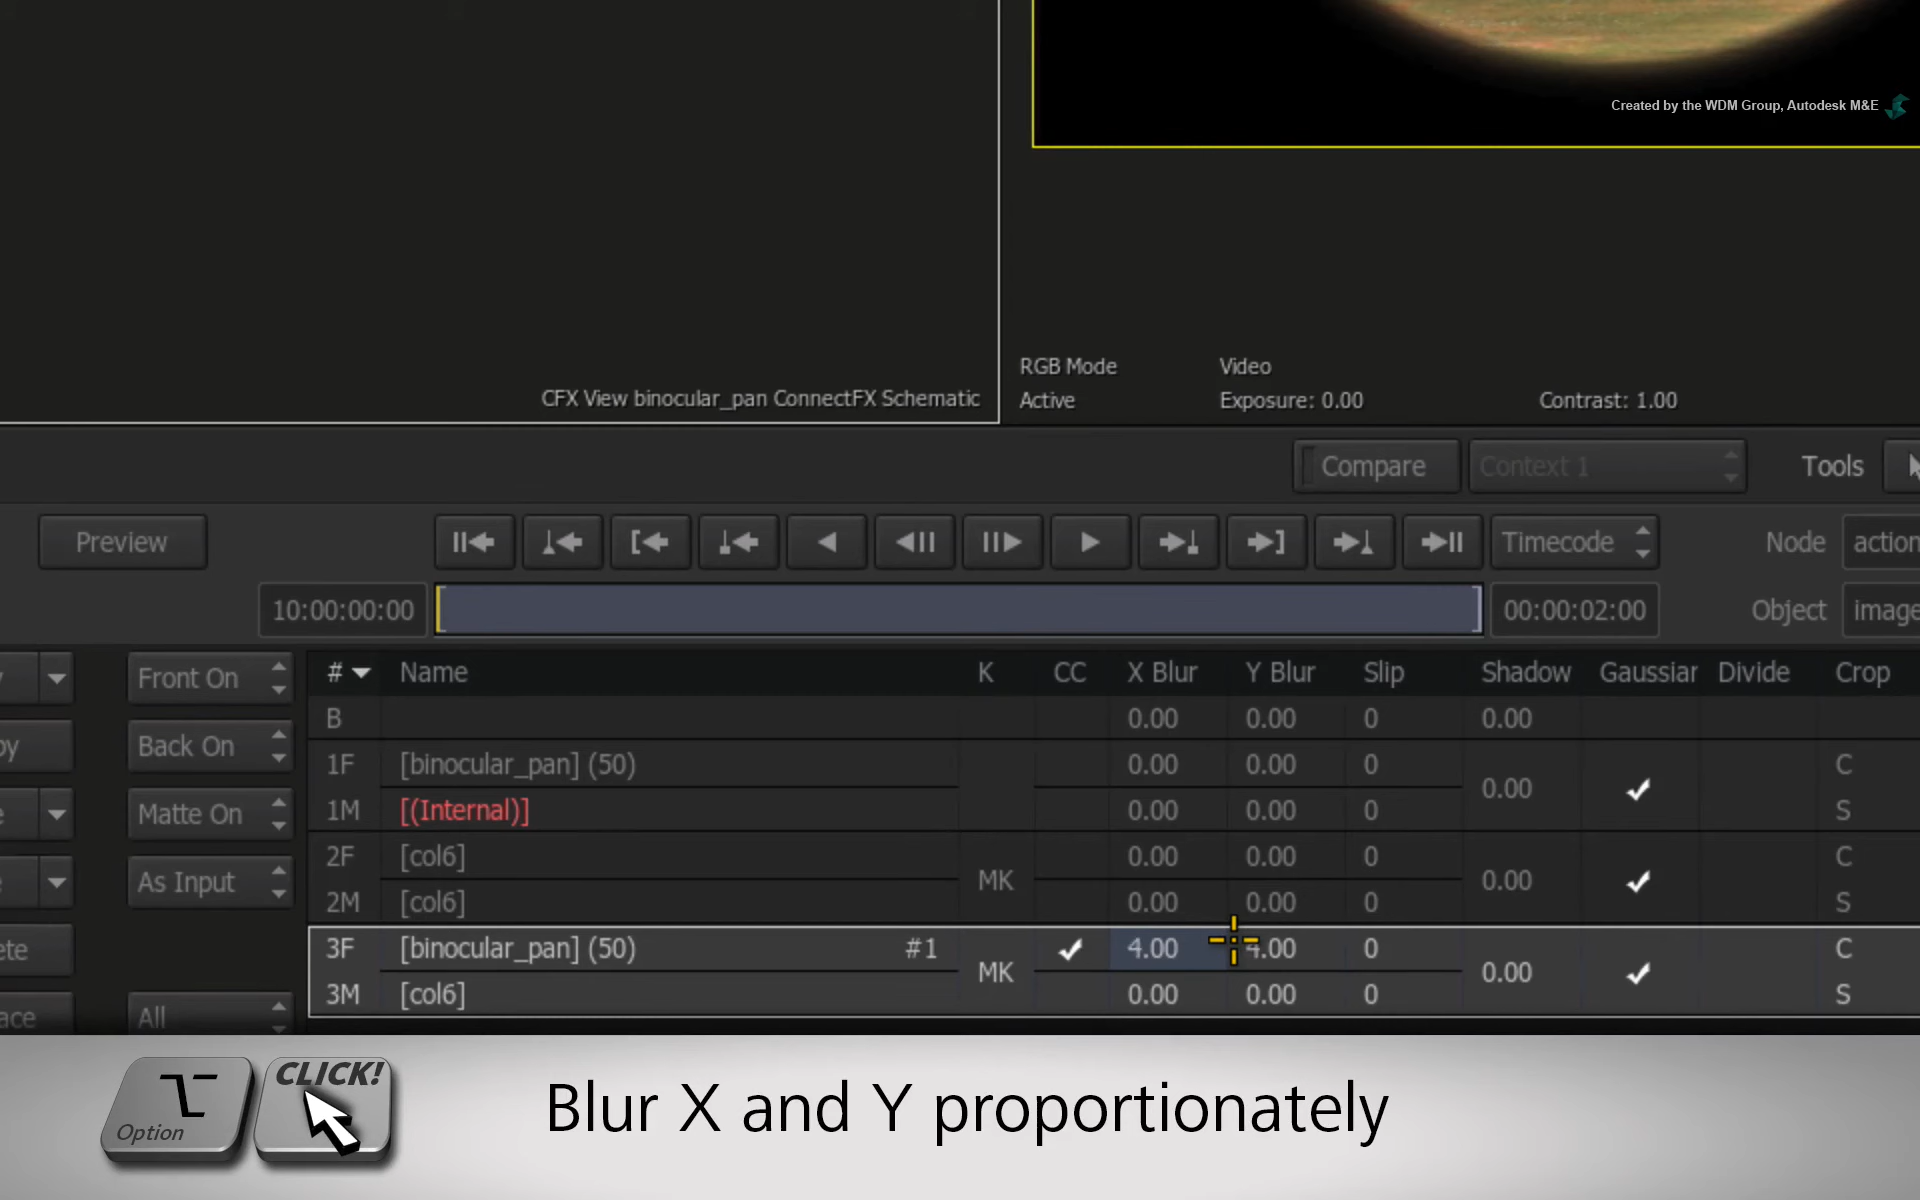 Created by the WDM Group, Autodesk M&E
RGB Mode Video
CFX View binocular_pan ConnectFX Schematic Active Exposure: 0.00 Contrast: 1.00
Compare Context 1 Tools
Preview Timecode Node action
10:00:00:00 00:00:02:00 Object image
Front On # Name K CC X Blur Y Blur Slip Shadow Gaussiar Divide Crop
B 0.00 0.00 0 0.00
Back On
1F [binocular_pan] (50) 0.00 0.00 0 C
0.00
Matte On 1M [(Internal)] 0.00 0.00 0 S
2F [col6] 0.00 0.00 0 C
As Input MK 0.00
2M [col6] 0.00 0.00 0 S
ete 3F [binocular_pan] (50) #1 4.00 4.00 0 C
MK 0.00
3M [col6] 0.00 0.00 0 S
ace All
CLICK!
Option
Blur X and Y proportionately